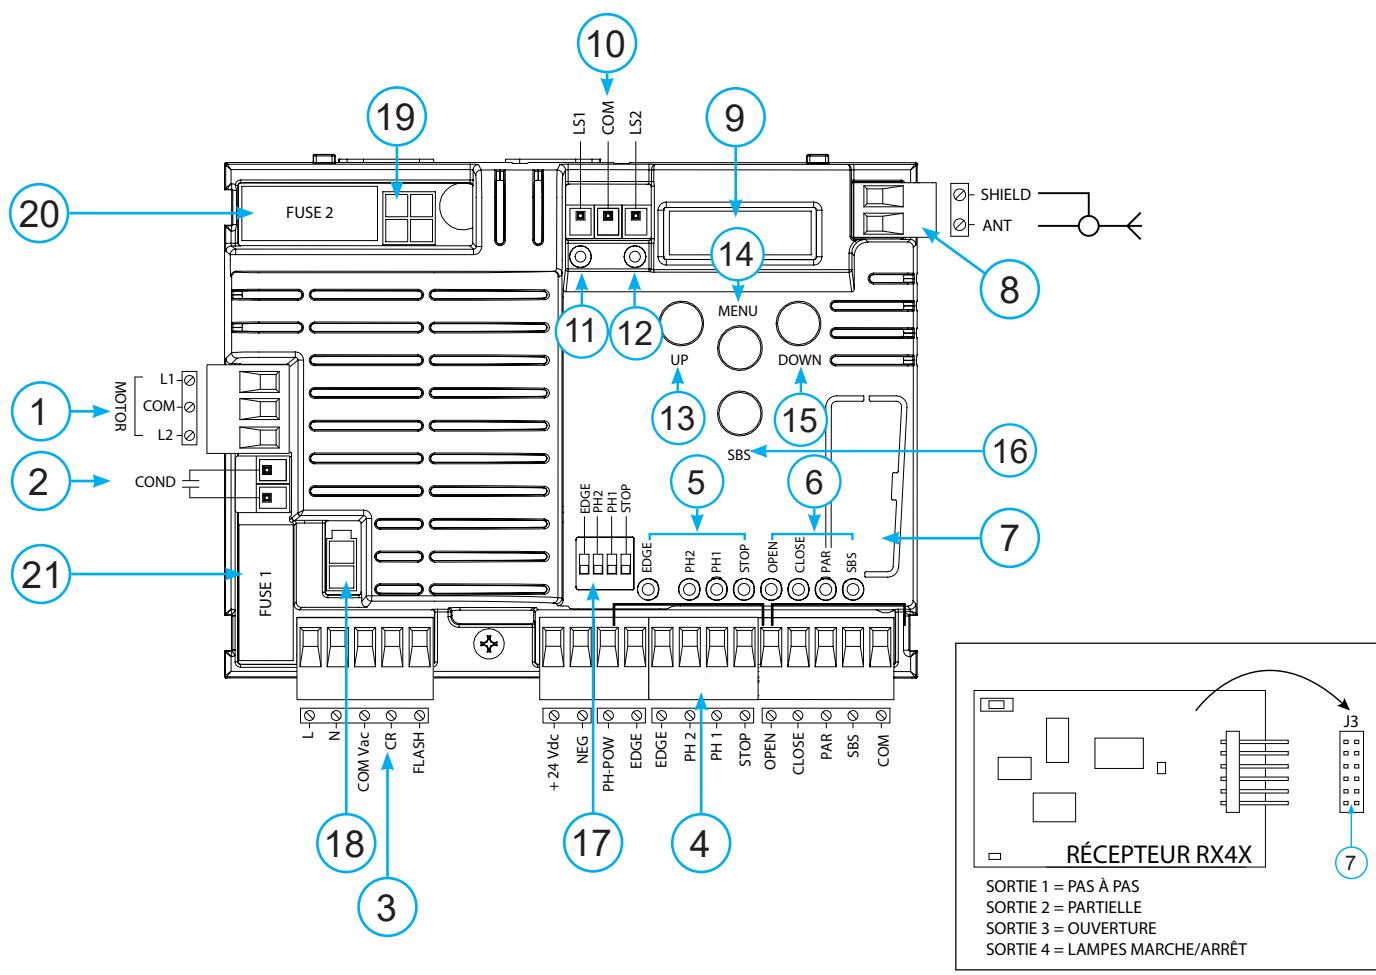 10
19
9
LS1
COM
LS2
20
FUSE 2
SHIELD
ANT
14
8
11
12
MENU
UP
DOWN
13
15
MOTOR
L1
COM
L2
1
2
COND
SBS
16
5
6
7
EDGE
PH2
PH1
STOP
EDGE
PH2
PH1
STOP
OPEN
CLOSE
PAR
SBS
21
FUSE 1
L
N
COM Vac
CR
FLASH
+ 24 Vdc
NEG
PH-POW
EDGE
EDGE
PH 2
PH 1
STOP
OPEN
CLOSE
PAR
SBS
COM
18
17
4
3
J3
7
RÉCEPTEUR RX4X
SORTIE 1 = PAS À PAS
SORTIE 2 = PARTIELLE
SORTIE 3 = OUVERTURE
SORTIE 4 = LAMPES MARCHE/ARRÊT